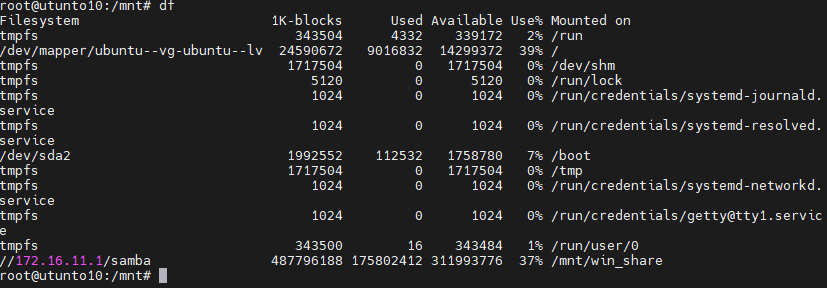 root@utunto10:/mnt# df
Filesystem                        1K-blocks      Used Available Use% Mounted on
tmpfs                                343504      4332    339172   2% /run
/dev/mapper/ubuntu--vg-ubuntu--lv  24590672   9016832  14299372  39% /
tmpfs                               1717504         0   1717504   0% /dev/shm
tmpfs                                  5120         0      5120   0% /run/lock
tmpfs                                  1024         0      1024   0% /run/credentials/systemd-journald.
service
tmpfs                                  1024         0      1024   0% /run/credentials/systemd-resolved.
service
/dev/sda2                           1992552    112532   1758780   7% /boot
tmpfs                               1717504         0   1717504   0% /tmp
tmpfs                                  1024         0      1024   0% /run/credentials/systemd-networkd.
service
tmpfs                                  1024         0      1024   0% /run/credentials/getty@tty1.servic
e
tmpfs                                343500        16    343484   1% /run/user/0
//172.16.11.1/samba               487796188 175802412 311993776  37% /mnt/win_share
root@utunto10:/mnt#